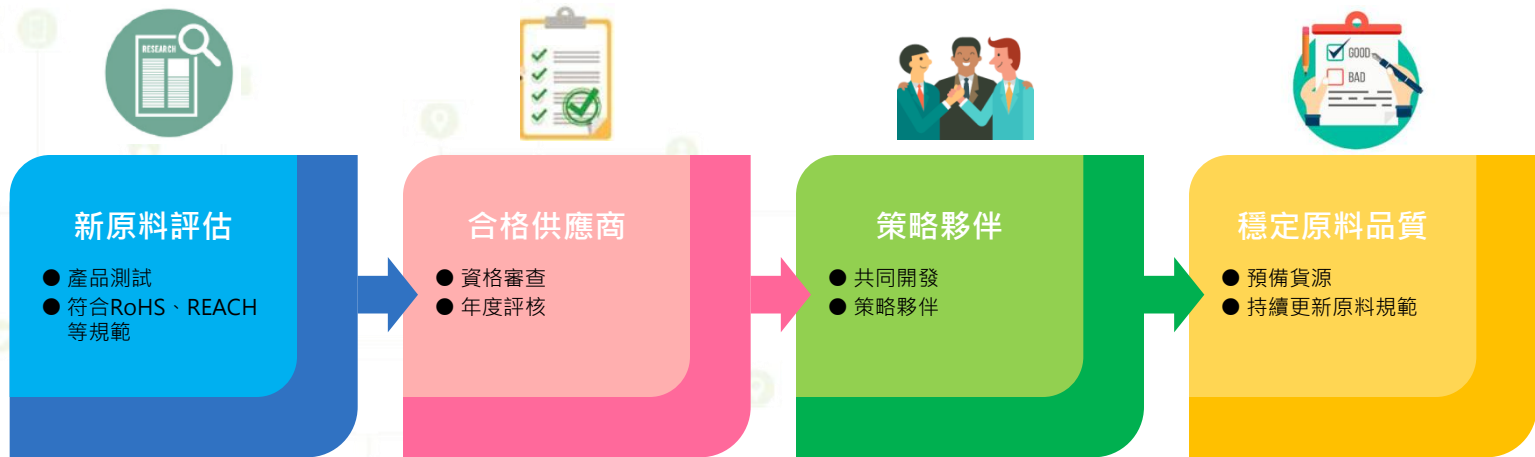 RESEARCH
GOOD
BAD
新原料評估
● 產品測試
● 符合RoHS、REACH
等規範
合格供應商
● 資格審查
● 年度評核
策略夥伴
● 共同開發
● 策略夥伴
穩定原料品質
● 預備貨源
● 持續更新原料規範